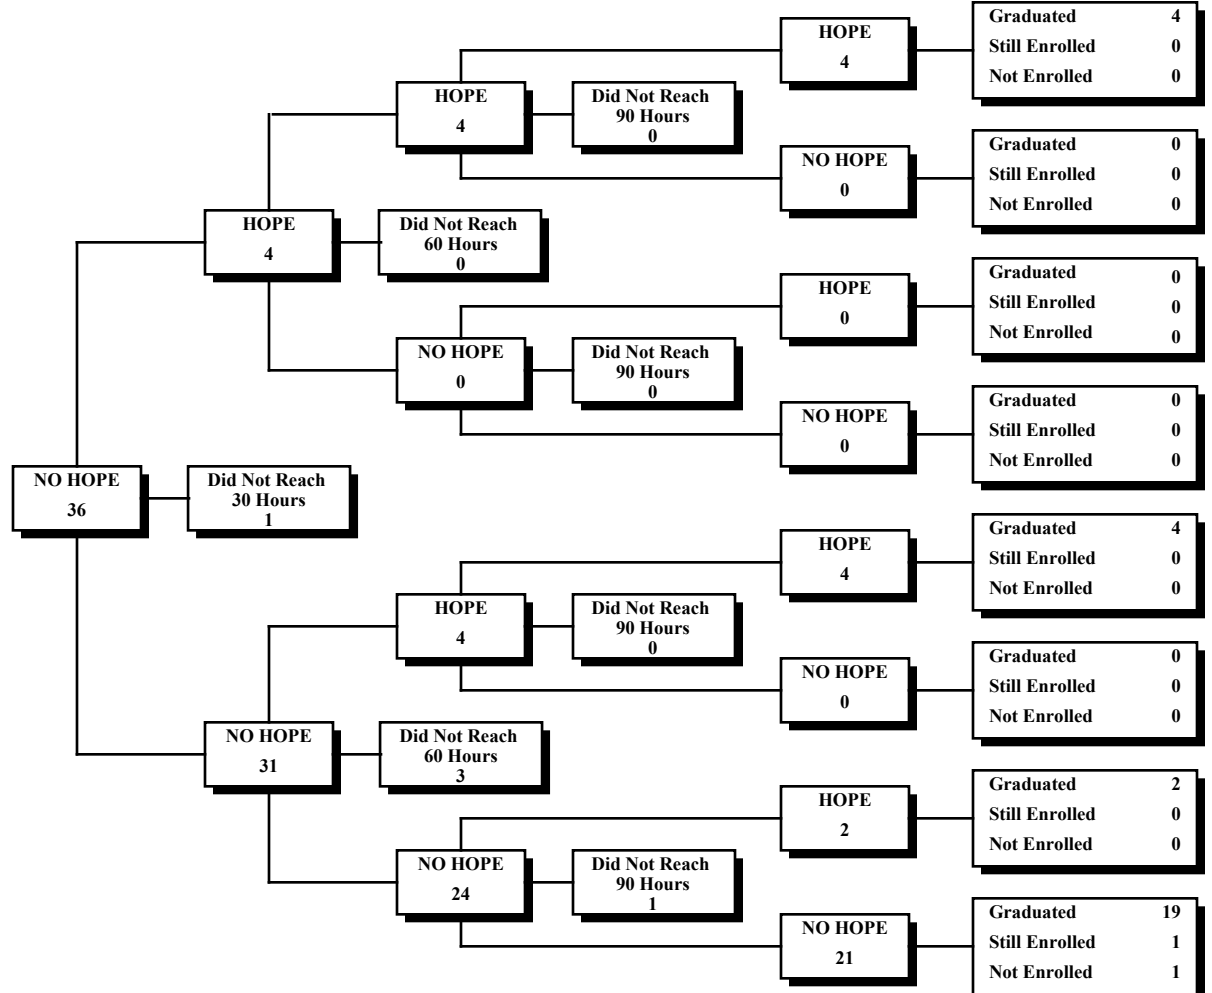 HOPE
4
Graduated 4
Still Enrolled 0
Not Enrolled 0
HOPE
4
Did Not Reach
90 Hours
0
NO HOPE
0
Graduated 0
Still Enrolled 0
Not Enrolled 0
HOPE
4
Did Not Reach
60 Hours
0
HOPE
0
Graduated 0
Still Enrolled 0
Not Enrolled 0
NO HOPE
0
Did Not Reach
90 Hours
0
NO HOPE
0
Graduated 0
Still Enrolled 0
Not Enrolled 0
NO HOPE
36
Did Not Reach
30 Hours
1
HOPE
4
Graduated 4
Still Enrolled 0
Not Enrolled 0
HOPE
4
Did Not Reach
90 Hours
0
NO HOPE
0
Graduated 0
Still Enrolled 0
Not Enrolled 0
NO HOPE
31
Did Not Reach
60 Hours
3
HOPE
2
Graduated 2
Still Enrolled 0
Not Enrolled 0
NO HOPE
24
Did Not Reach
90 Hours
1
NO HOPE
21
Graduated 19
Still Enrolled 1
Not Enrolled 1